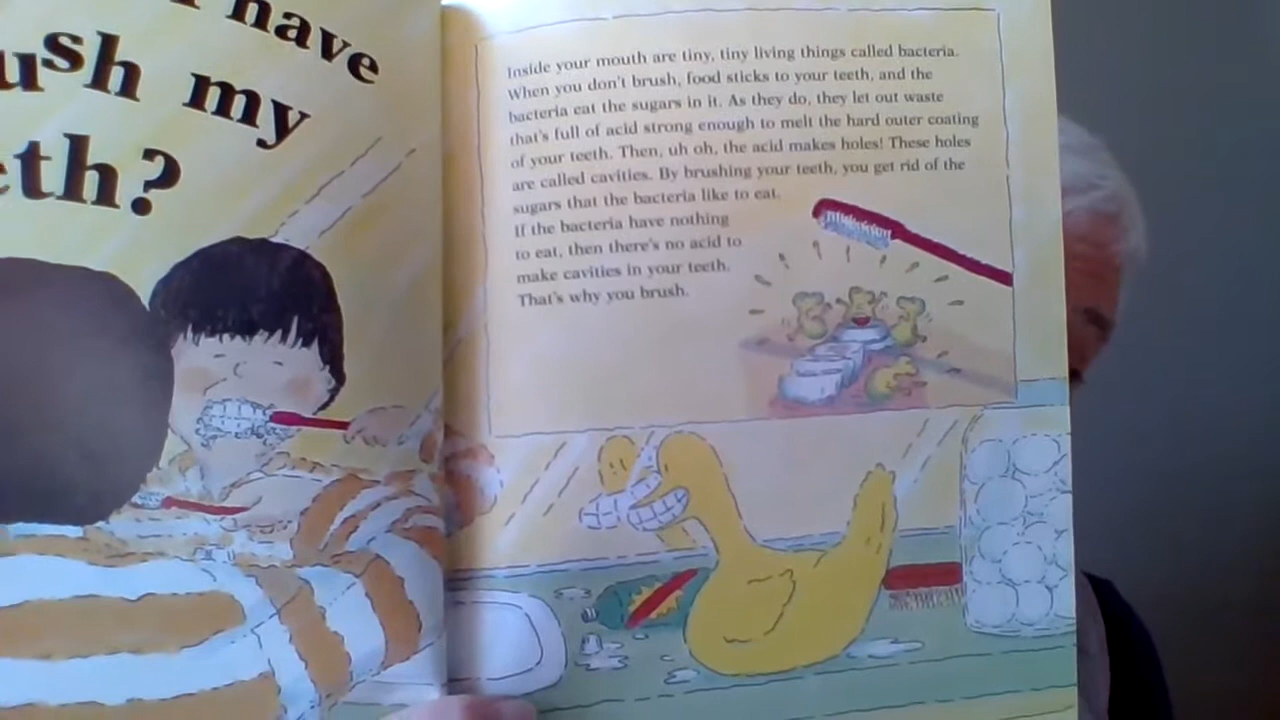 have
ush my
eth?
Inside your mouth are tiny, tiny living things called bacteria.
When you don't brush, food sticks to your teeth, and the
bacteria eat the sugars in it. As they do, they let out waste
that's full of acid strong enough to melt the hard outer coating
of your teeth. Then, uh oh, the acid makes holes! These holes
are called cavities. By brushing your teeth, you get rid of the
sugars that the bacteria like to eat.
If the bacteria have nothing
to eat, then there's no acid to
make cavities in your teeth.
That's why you brush.